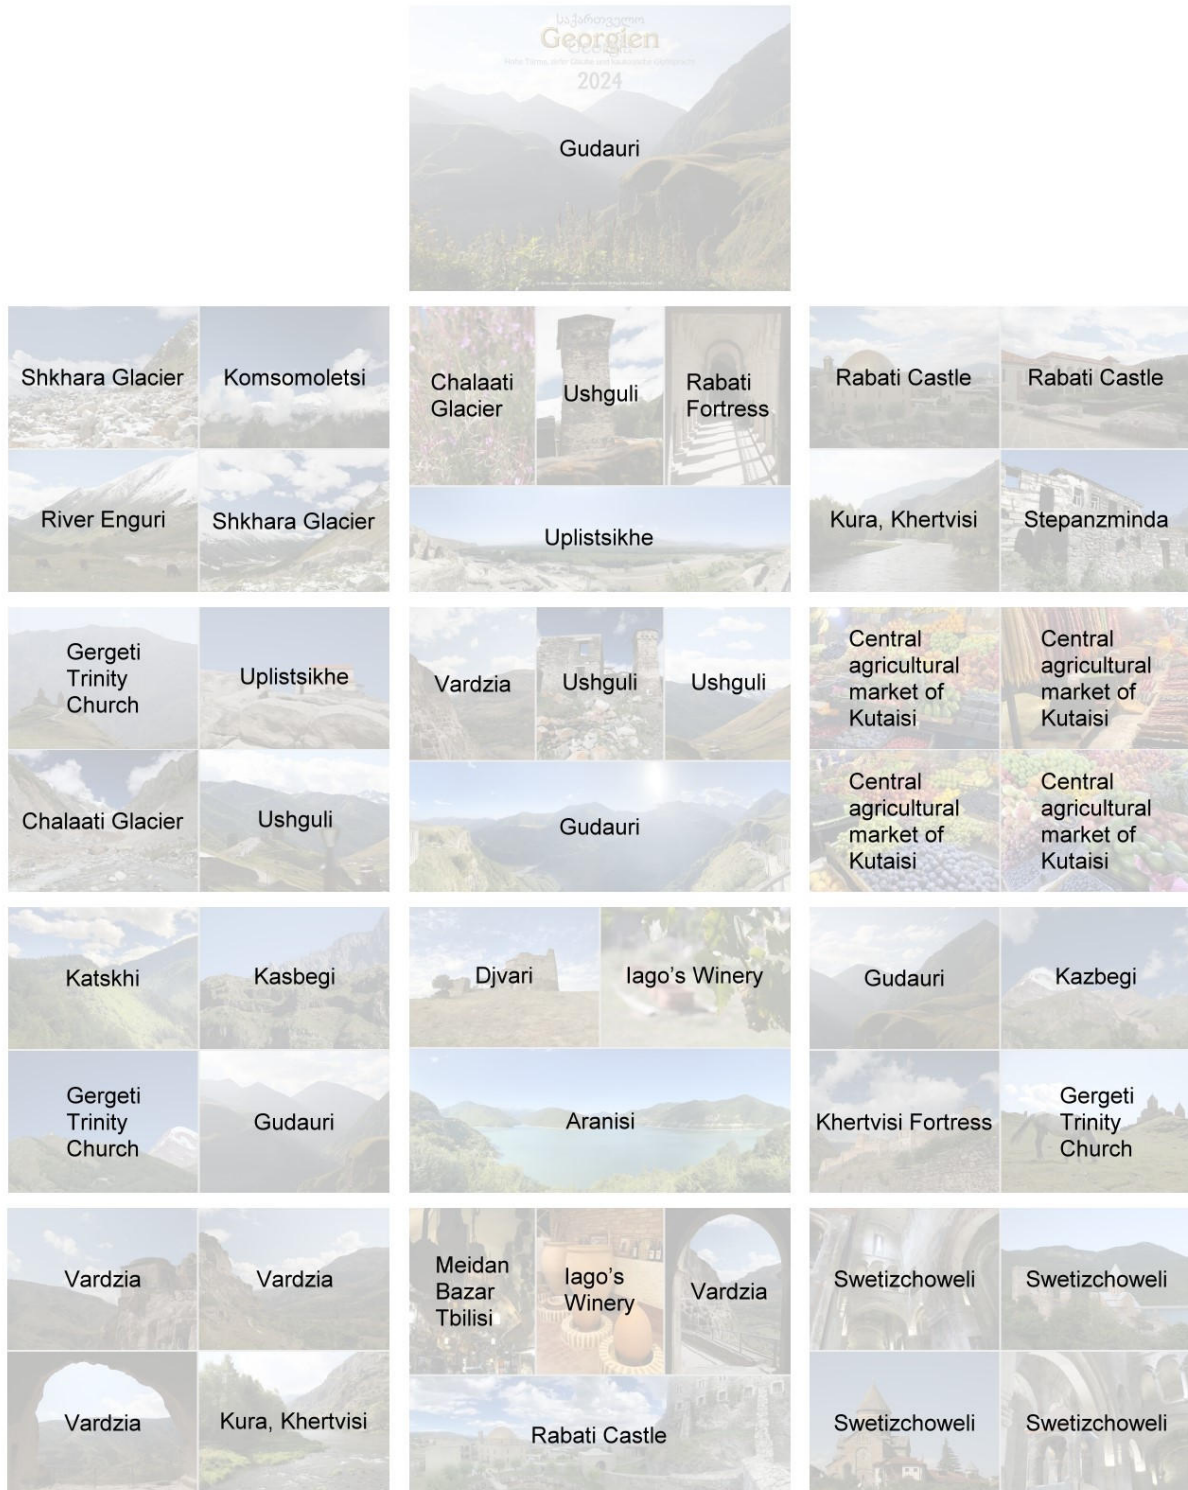 საქართველო
Georgien
Georgia
2024
Gudauri
Shkhara Glacier
Komsomoletsi
River Enguri
Shkhara Glacier
Chalaati
Glacier
Ushguli
Rabati
Fortress
Uplistsikhe
Rabati Castle
Rabati Castle
Kura, Khertvisi
Stepanzminda
Gergeti
Trinity
Church
Uplistsikhe
Chalaati Glacier
Ushguli
Vardzia
Ushguli
Ushguli
Gudauri
Central
agricultural
market of
Kutaisi
Central
agricultural
market of
Kutaisi
Central
agricultural
market of
Kutaisi
Central
agricultural
market of
Kutaisi
Katskhi
Kasbegi
Gergeti
Trinity
Church
Gudauri
Djvari
Iago's Winery
Aranisi
Gudauri
Kazbegi
Khertvisi Fortress
Gergeti
Trinity
Church
Vardzia
Vardzia
Vardzia
Kura, Khertvisi
Meidan
Bazar
Tbilisi
Iago's
Winery
Vardzia
Rabati Castle
Swetizchoweli
Swetizchoweli
Swetizchoweli
Swetizchoweli